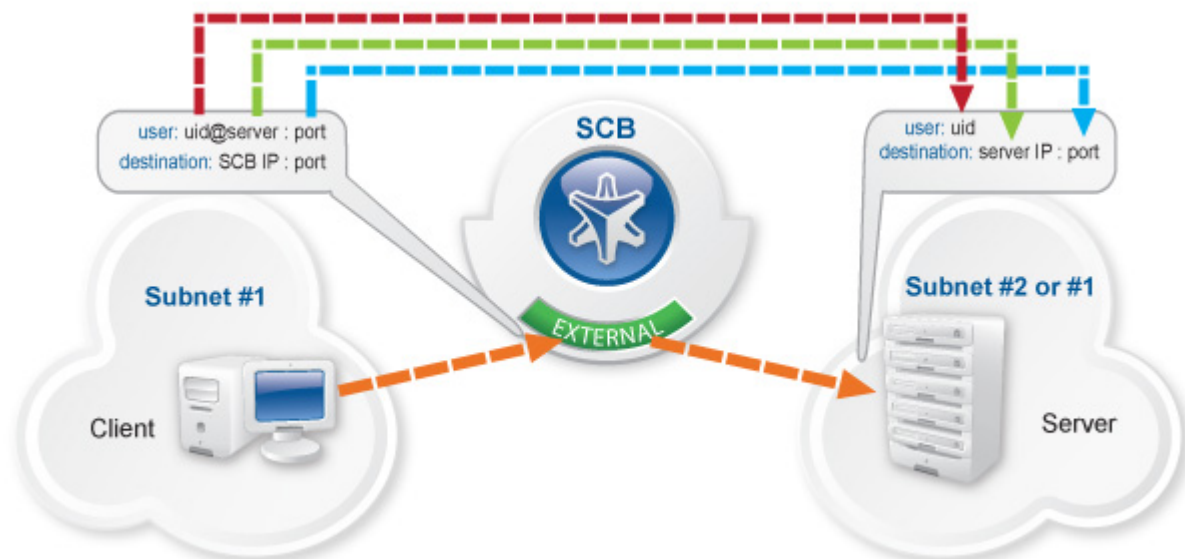 SCB
user: uid@server : port
destination: SCB IP : port
user: uid
destination: server IP : port
Subnet #1
Client
EXTERNAL
Subnet #2 or #1
Server